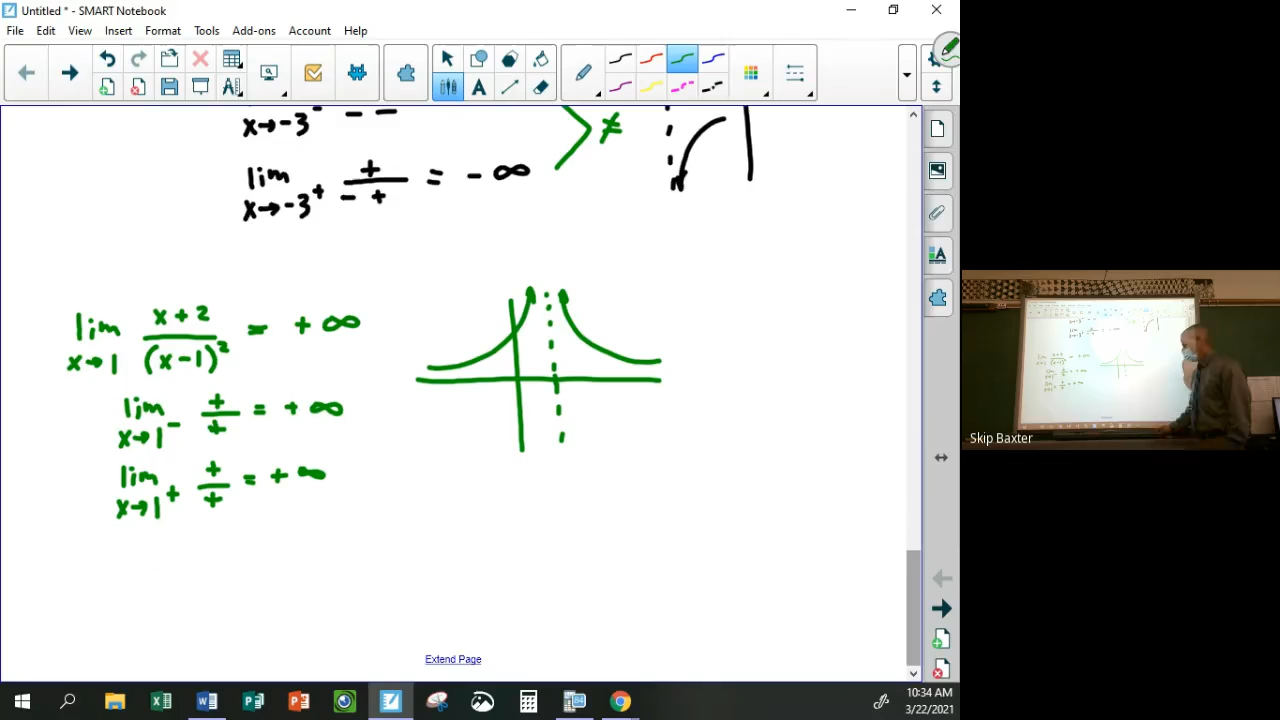 Untitled * - SMART Notebook
File Edit View Insert Format Tools Add-ons Account Help
x→-3⁻ - -
≠
lim + = - ∞
x→-3⁺ - +
lim x+2 = + ∞
x→1 (x-1)²
lim + = + ∞
x→1⁻ +
lim + = + ∞
x→1⁺ +
Extend Page
Skip Baxter
10:34 AM
3/22/2021